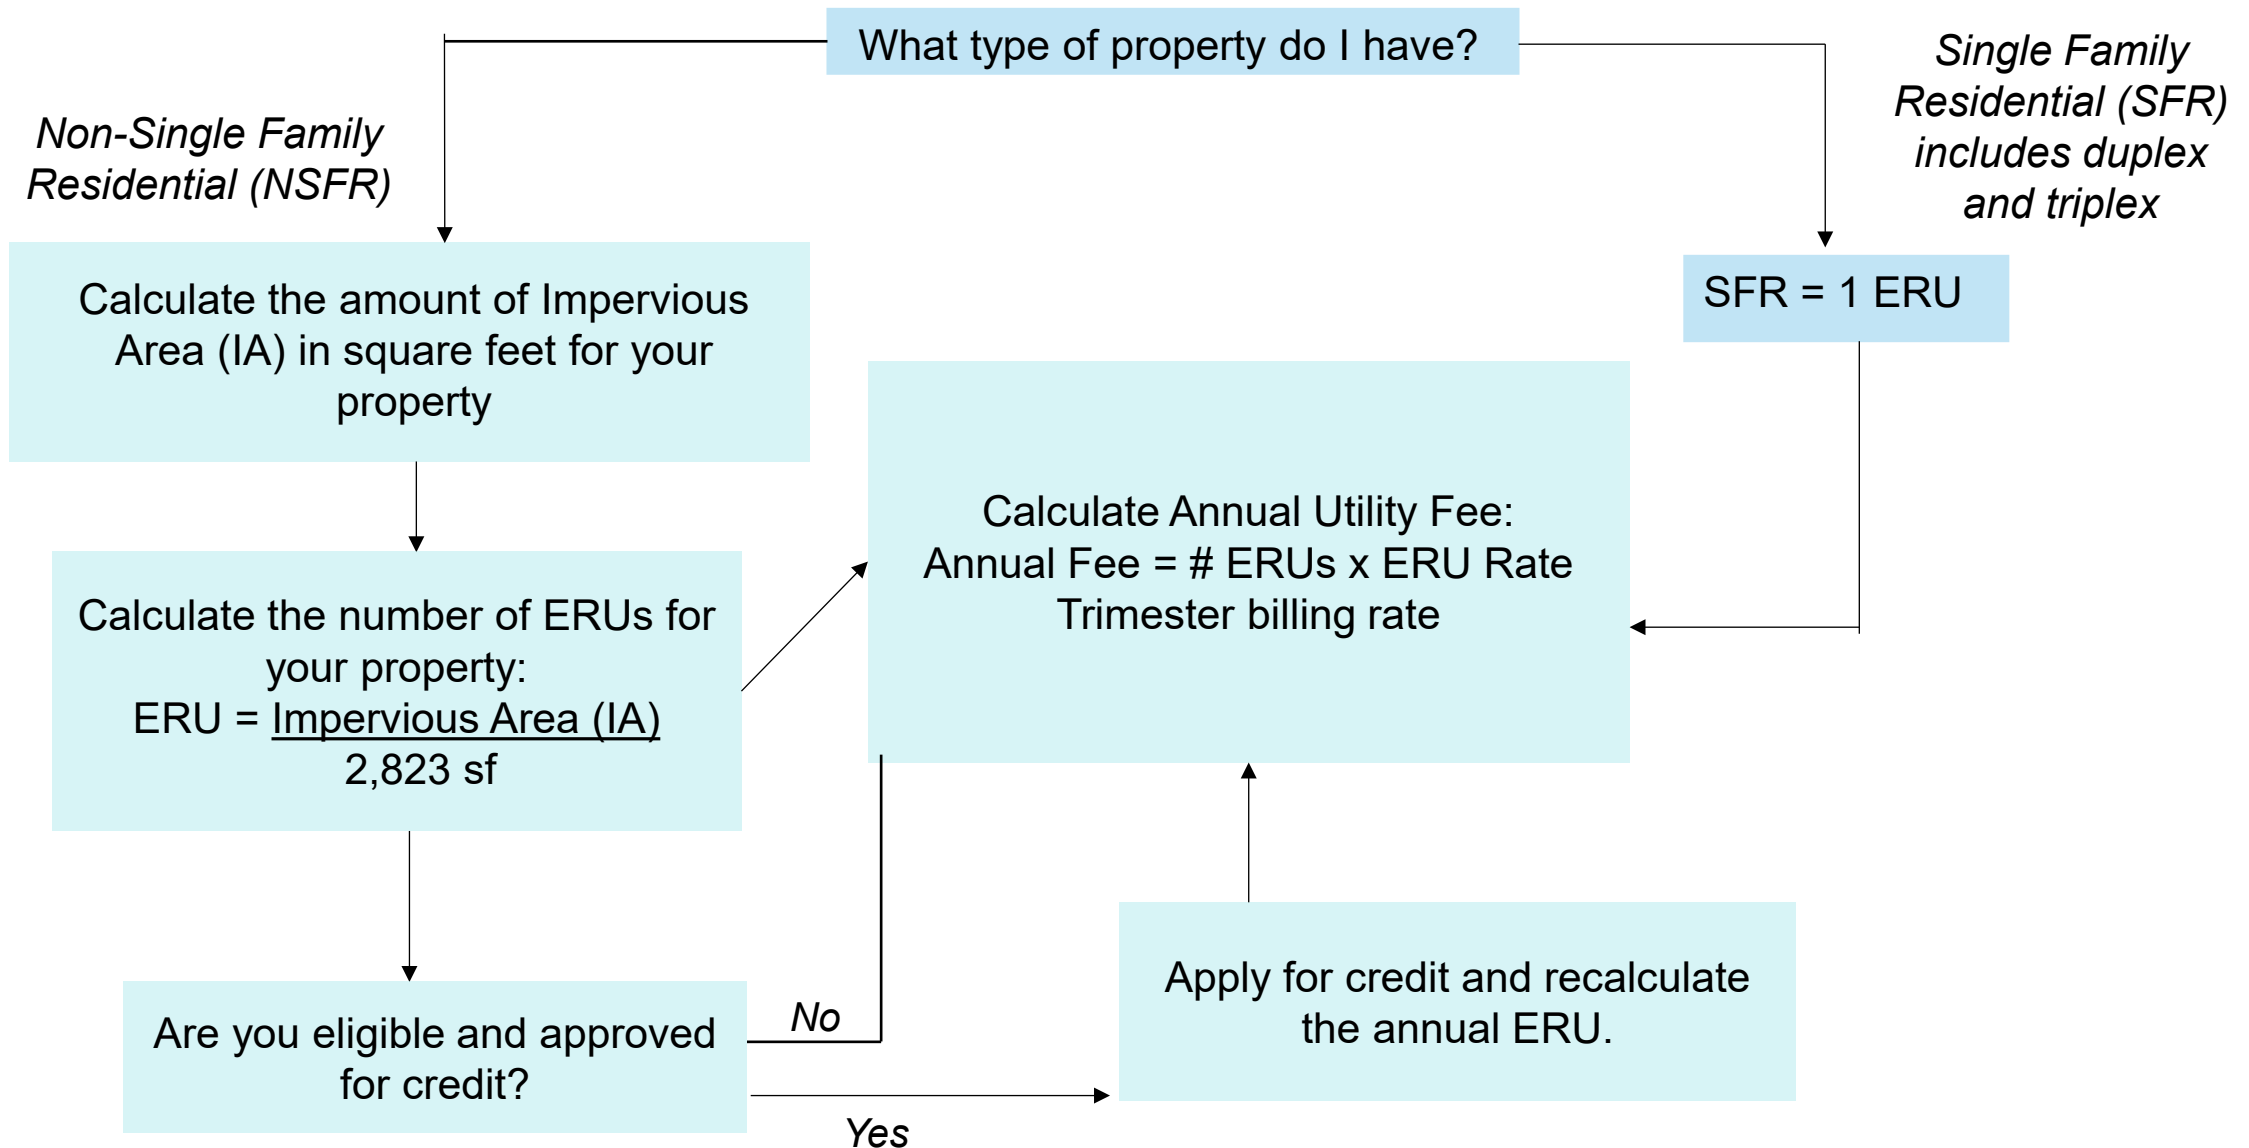 What type of property do I have?
Non-Single Family
Residential (NSFR)
Single Family
Residential (SFR)
includes duplex
and triplex
Calculate the amount of Impervious
Area (IA) in square feet for your
property
SFR = 1 ERU
Calculate the number of ERUs for
your property:
ERU = Impervious Area (IA)
2,823 sf
Calculate Annual Utility Fee:
Annual Fee = # ERUs x ERU Rate
Trimester billing rate
Are you eligible and approved
for credit?
No
Yes
Apply for credit and recalculate
the annual ERU.